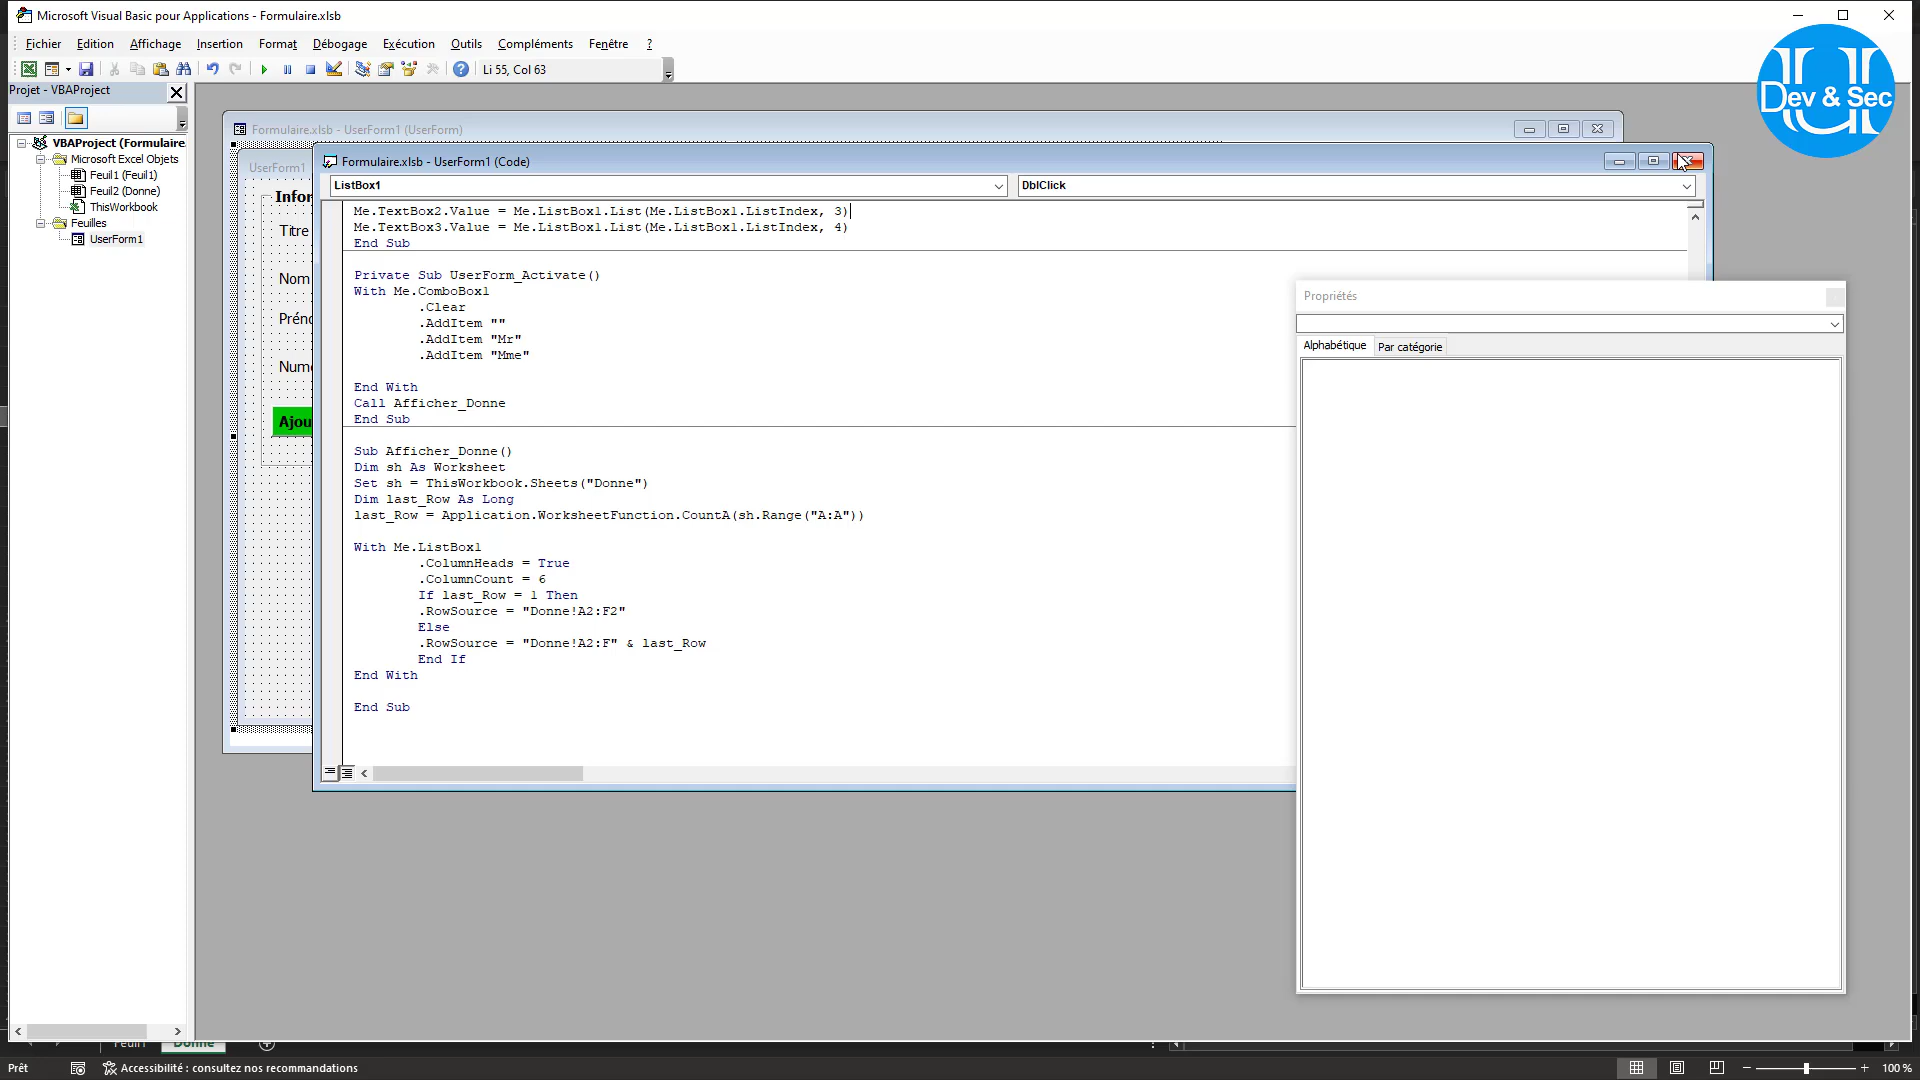 Microsoft Visual Basic pour Applications - Formulaire.xlsb
Fichier Edition Affichage Insertion Format Débogage Exécution Outils Compléments Fenêtre ?
Li 55, Col 63
Dev & Sec
Projet - VBAProject
VBAProject (Formulaire.
Microsoft Excel Objets
Feuil1 (Feuil1)
Feuil2 (Donne)
ThisWorkbook
Feuilles
UserForm1
Formulaire.xlsb - UserForm1 (UserForm)
UserForm1
Titre
Nom
Formulaire.xlsb - UserForm1 (Code)
ListBox1 DblClick
Me.TextBox2.Value = Me.ListBox1.List(Me.ListBox1.ListIndex, 3)
Me.TextBox3.Value = Me.ListBox1.List(Me.ListBox1.ListIndex, 4)
End Sub
Private Sub UserForm_Activate()
With Me.ComboBox1
.Clear
.AddItem ""
.AddItem "Mr"
.AddItem "Mme"
End With
Call Afficher_Donne
End Sub
Sub Afficher_Donne()
Dim sh As Worksheet
Set sh = ThisWorkbook.Sheets("Donne")
Dim last_Row As Long
last_Row = Application.WorksheetFunction.CountA(sh.Range("A:A"))
With Me.ListBox1
.ColumnHeads = True
.ColumnCount = 6
If last_Row = 1 Then
.RowSource = "Donne!A2:F2"
Else
.RowSource = "Donne!A2:F" & last_Row
End If
End With
End Sub
Propriétés
Alphabétique Par catégorie
Feuil1 Donne
Prêt Accessibilité : consultez nos recommandations 100 %